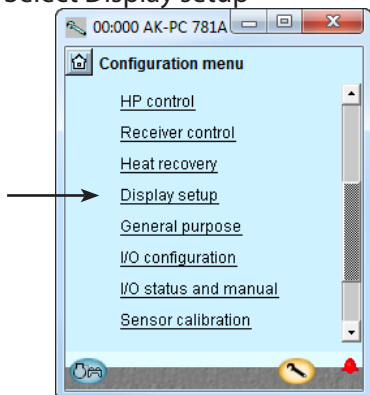 Select Display setup
00:000 AK-PC 781A
Configuration menu
HP control
Receiver control
Heat recovery
Display setup
General purpose
I/O configuration
I/O status and manual
Sensor calibration